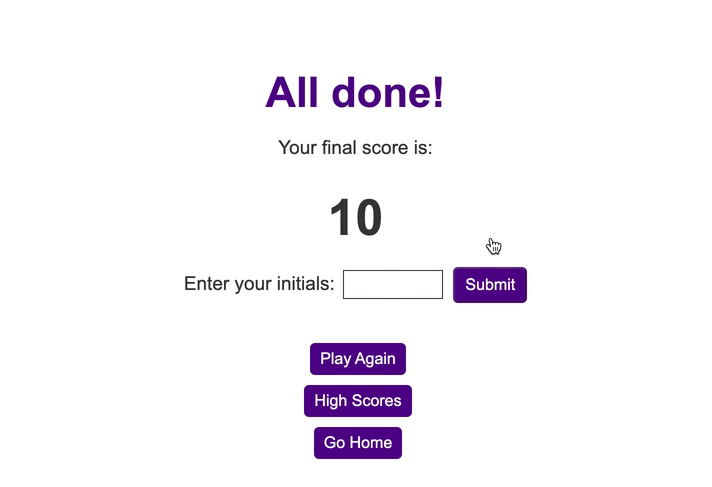 All done!
Your final score is:
10
Enter your initials: Submit
Play Again
High Scores
Go Home